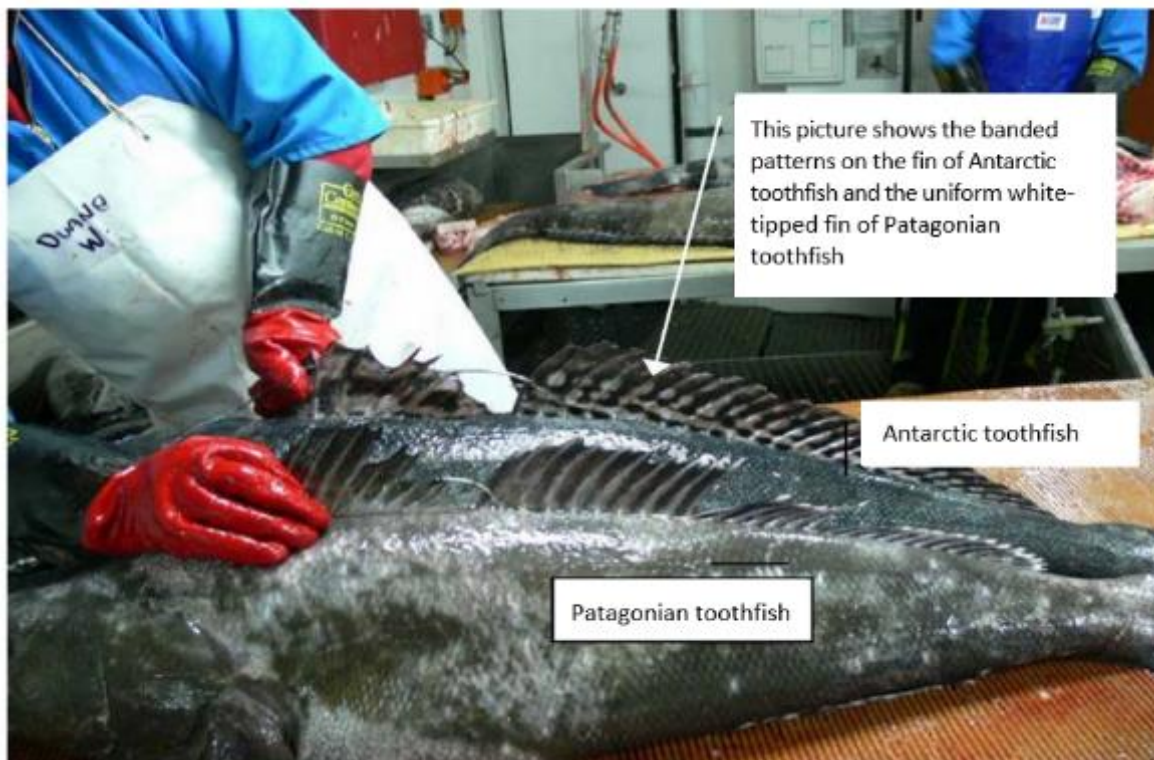 This picture shows the banded
patterns on the fin of Antarctic
toothfish and the uniform white-
tipped fin of Patagonian
toothfish
Antarctic toothfish
Patagonian toothfish
W.